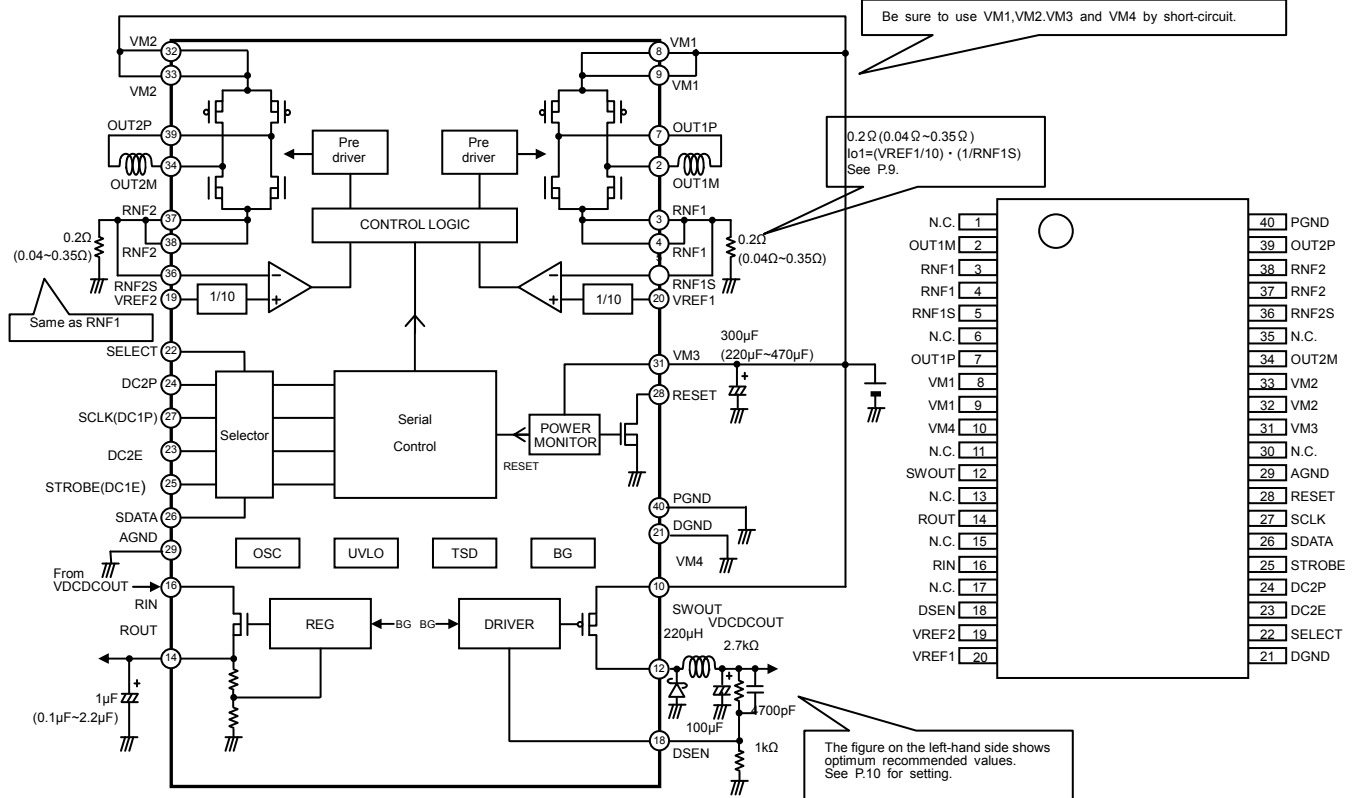 Be sure to use VM1,VM2.VM3 and VM4 by short-circuit.
VM2
32
33
VM2
OUT2P
39
34
OUT2M
RNF2
37
38
RNF2
0.2Ω
(0.04~0.35Ω)
36
RNF2S
VREF2
19
1/10
Same as RNF1
Pre
driver
Pre
driver
CONTROL LOGIC
−
+
−
+
1/10
VM1
8
9
VM1
7
OUT1P
2
OUT1M
RNF1
3
4
RNF1
5
RNF1S
20
VREF1
0.2Ω
(0.04Ω~0.35Ω)
0.2Ω(0.04Ω~0.35Ω)
Io1=(VREF1/10)・(1/RNF1S)
See P.9.
SELECT
22
DC2P
24
SCLK(DC1P)
27
DC2E
23
STROBE(DC1E)
25
SDATA
26
AGND
29
Selector
Serial
Control
RESET
POWER
MONITOR
31
VM3
28
RESET
300µF
(220µF~470µF)
+
PGND
40
21
DGND
VM4
10
OSC
UVLO
TSD
BG
From
VDCDCOUT
16
RIN
ROUT
14
+
1µF
(0.1µF~2.2µF)
REG
BG
BG
DRIVER
SWOUT
VDCDCOUT
220µH
2.7kΩ
12
+
100µF
4700pF
18
DSEN
1kΩ
The figure on the left-hand side shows
optimum recommended values.
See P.10 for setting.
N.C. 1
OUT1M 2
RNF1 3
RNF1 4
RNF1S 5
N.C. 6
OUT1P 7
VM1 8
VM1 9
VM4 10
N.C. 11
SWOUT 12
N.C. 13
ROUT 14
N.C. 15
RIN 16
N.C. 17
DSEN 18
VREF2 19
VREF1 20
40 PGND
39 OUT2P
38 RNF2
37 RNF2
36 RNF2S
35 N.C.
34 OUT2M
33 VM2
32 VM2
31 VM3
30 N.C.
29 AGND
28 RESET
27 SCLK
26 SDATA
25 STROBE
24 DC2P
23 DC2E
22 SELECT
21 DGND